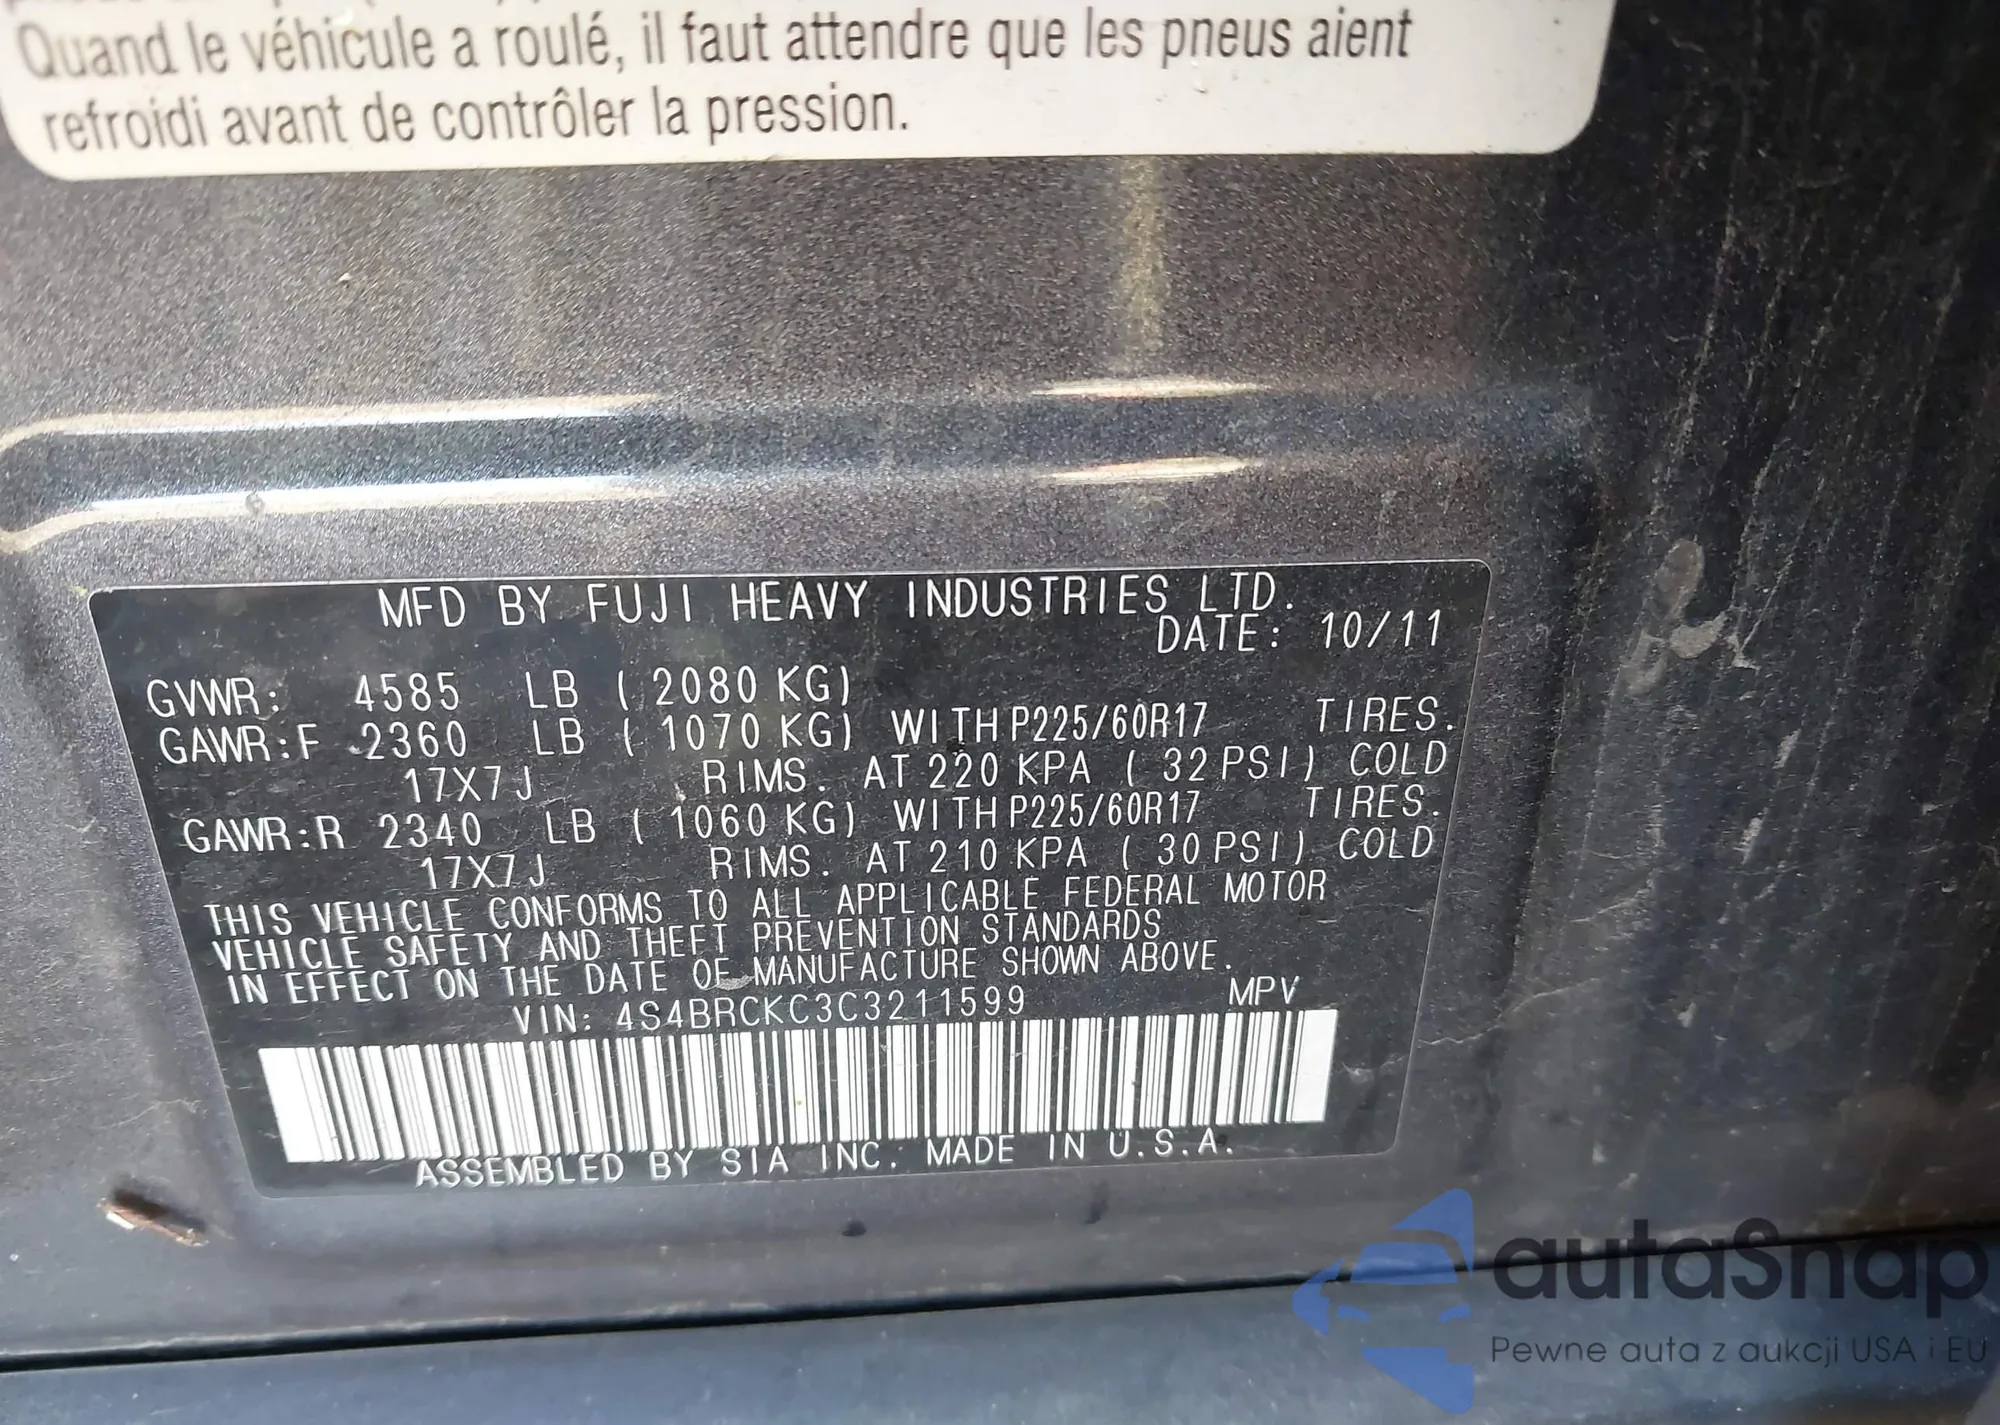 Quand le véhicule a roulé, il faut attendre que les pneus aient
refroidi avant de contrôler la pression.
MFD BY FUJI HEAVY INDUSTRIES LTD.
DATE: 10/11
GVWR: 4585 LB ( 2080 KG)
GAWR:F 2360 LB ( 1070 KG) WITH P225/60R17 TIRES.
17X7J RIMS. AT 220 KPA ( 32 PSI) COLD
GAWR:R 2340 LB ( 1060 KG) WITH P225/60R17 TIRES.
17X7J RIMS. AT 210 KPA ( 30 PSI) COLD
THIS VEHICLE CONFORMS TO ALL APPLICABLE FEDERAL MOTOR
VEHICLE SAFETY AND THEFT PREVENTION STANDARDS
IN EFFECT ON THE DATE OF MANUFACTURE SHOWN ABOVE.
VIN: 4S4BRCKC3C3211599 MPV
ASSEMBLED BY SIA INC. MADE IN U.S.A.
autaSnap
Pewne auta z aukcji USA i EU